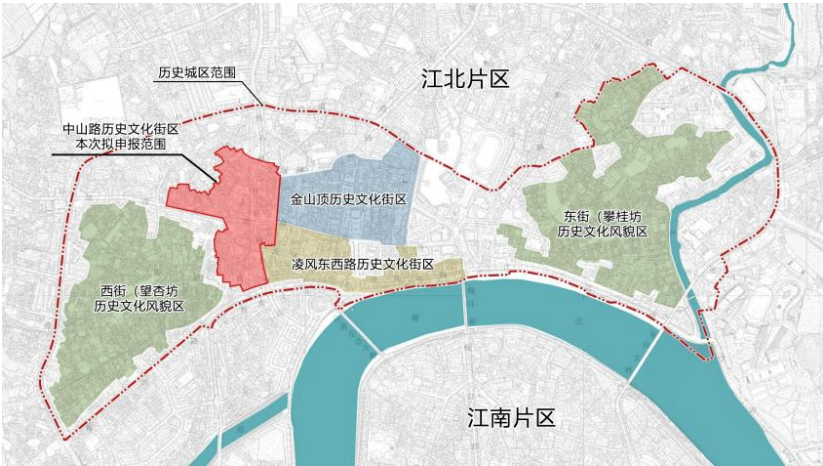 江北片区
历史城区范围
中山路历史文化街区
本次拟申报范围
金山顶历史文化街区
东街（攀桂坊
历史文化风貌区
凌风东西路历史文化街区
西街（望杏坊
历史文化风貌区
江南片区